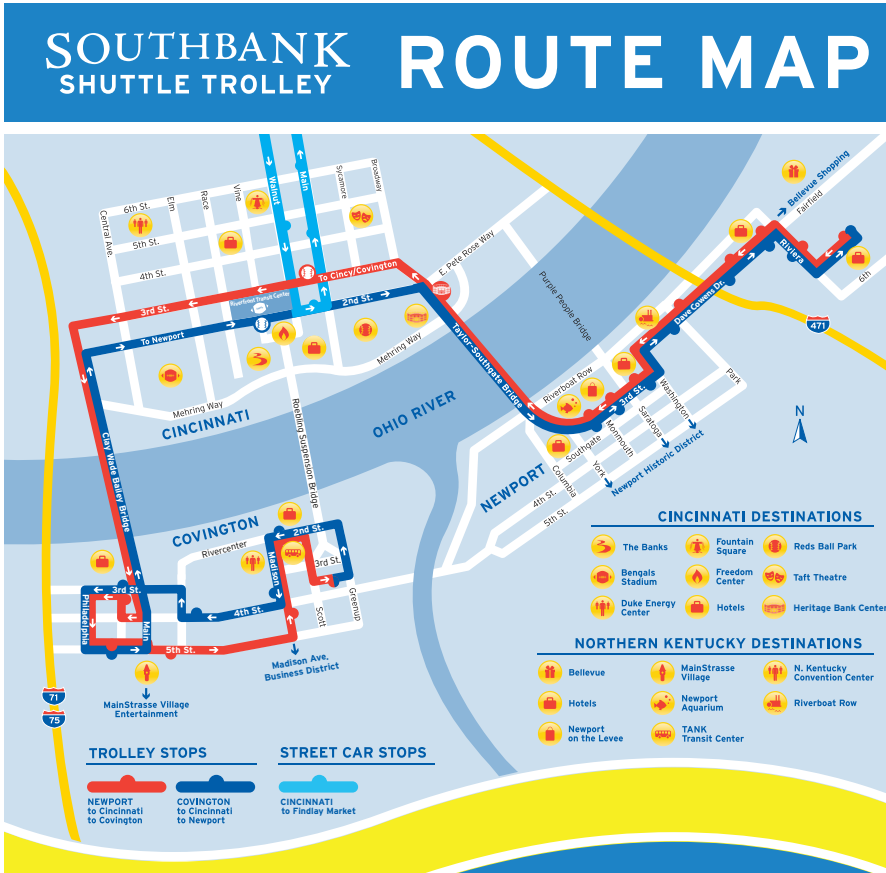 SOUTHBANK
SHUTTLE TROLLEY
ROUTE MAP
Bellevue Shopping
Fairfield
Riviera
6th
Dave Cowens Dr.
471
Walnut
Main
Sycamore
Broadway
Vine
Race
Elm
Central Ave.
6th St.
5th St.
4th St.
3rd St.
To Cincy/Covington
Riverfront Transit Center
2nd St.
To Newport
E. Pete Rose Way
Mehring Way
Mehring Way
Purple People Bridge
Taylor-Southgate Bridge
Riverboat Row
3rd St.
Park
Washington
Saratoga
Monmouth
York
Southgate
Columbia
4th St.
5th St.
Newport Historic District
NEWPORT
N
CINCINNATI
OHIO RIVER
Roebling Suspension Bridge
Clay Wade Bailey Bridge
COVINGTON
Rivercenter
2nd St.
3rd St.
Madison
Scott
Greenup
3rd St.
4th St.
5th St.
Philadelphia
Main
Madison Ave.
Business District
MainStrasse Village
Entertainment
71
75
CINCINNATI DESTINATIONS
The Banks
Fountain
Square
Reds Ball Park
Bengals
Stadium
Freedom
Center
Taft Theatre
Duke Energy
Center
Hotels
Heritage Bank Center
NORTHERN KENTUCKY DESTINATIONS
Bellevue
MainStrasse
Village
N. Kentucky
Convention Center
Hotels
Newport
Aquarium
Riverboat Row
Newport
on the Levee
TANK
Transit Center
TROLLEY STOPS
NEWPORT
to Cincinnati
to Covington
COVINGTON
to Cincinnati
to Newport
STREET CAR STOPS
CINCINNATI
to Findlay Market